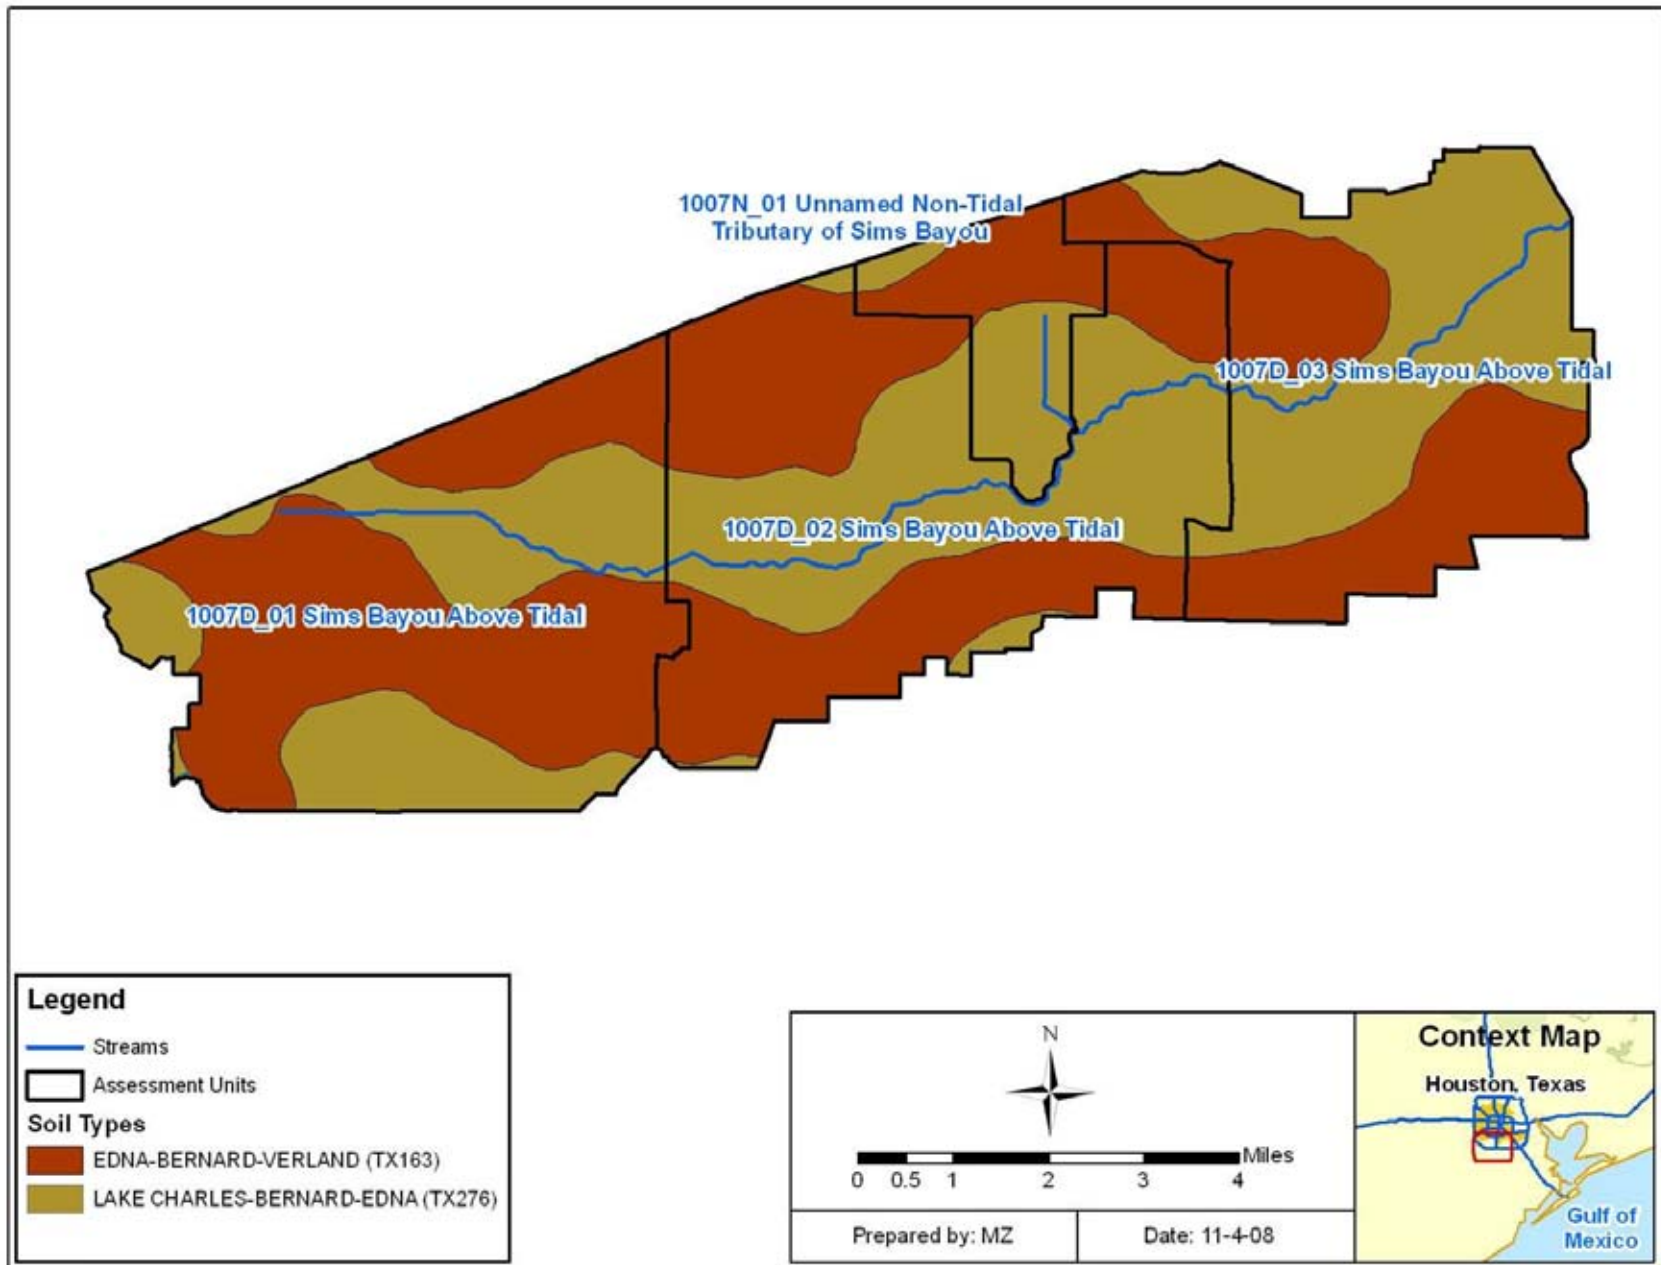 1007N_01 Unnamed Non-Tidal
Tributary of Sims Bayou
1007D_03 Sims Bayou Above Tidal
1007D_02 Sims Bayou Above Tidal
1007D_01 Sims Bayou Above Tidal
Legend
Streams
Assessment Units
Soil Types
EDNA-BERNARD-VERLAND (TX163)
LAKE CHARLES-BERNARD-EDNA (TX276)
N
Miles
0 0.5 1 2 3 4
Prepared by: MZ
Date: 11-4-08
Context Map
Houston, Texas
Gulf of
Mexico